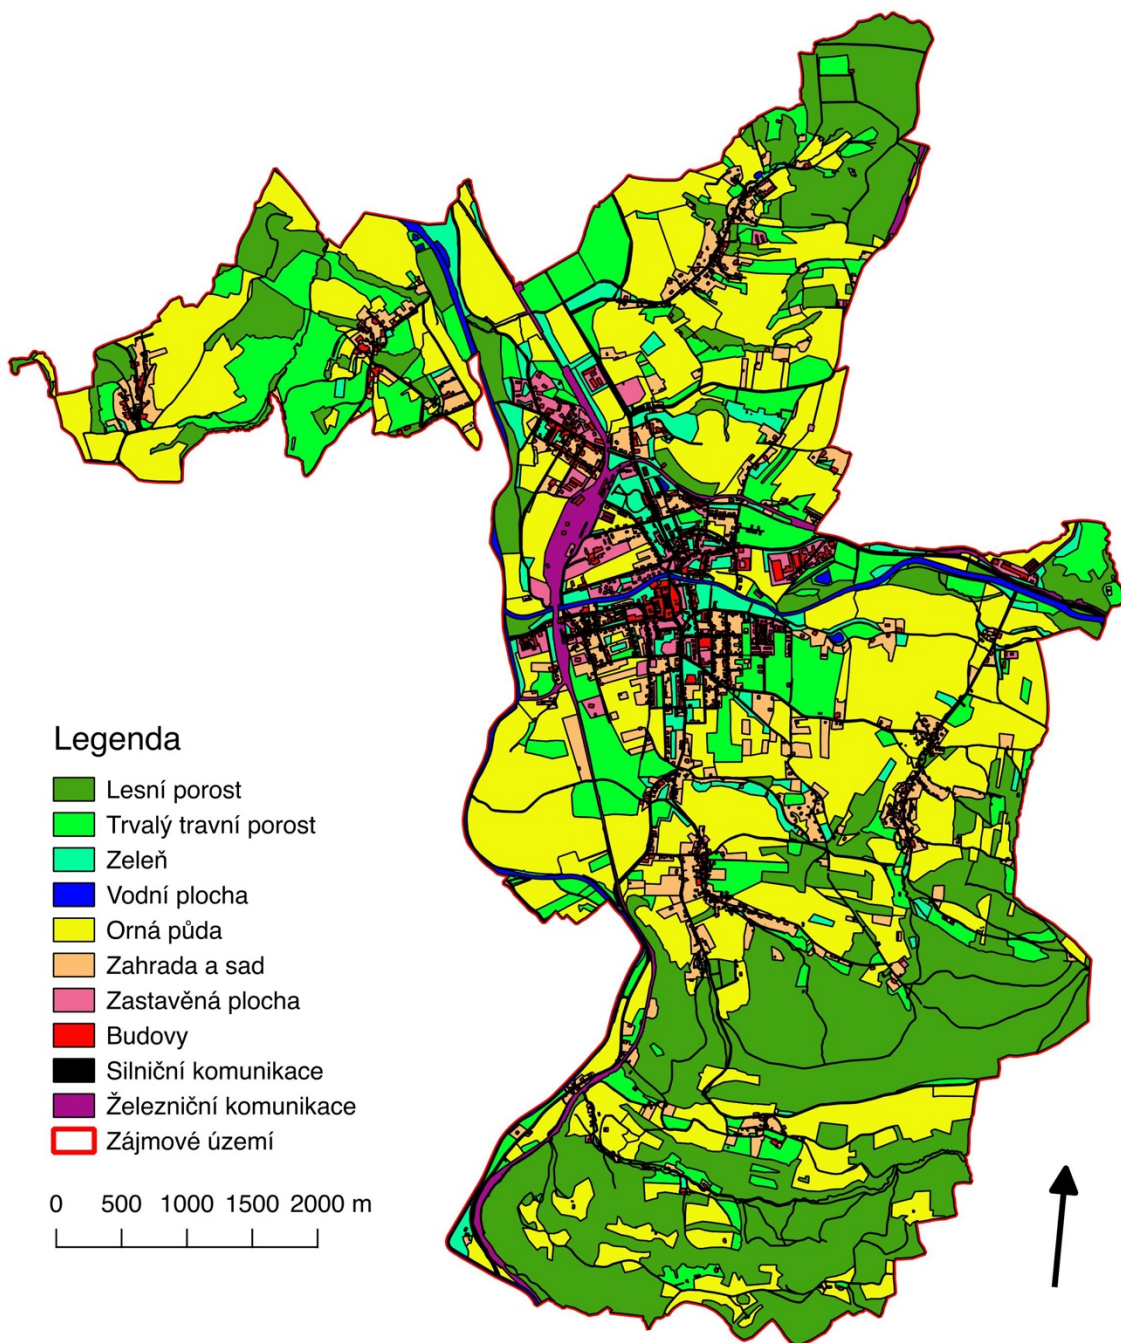 Legenda
Lesní porost
Trvalý travní porost
Zeleň
Vodní plocha
Orná půda
Zahrada a sad
Zastavěná plocha
Budovy
Silniční komunikace
Železniční komunikace
Zájmové území
0 500 1000 1500 2000 m